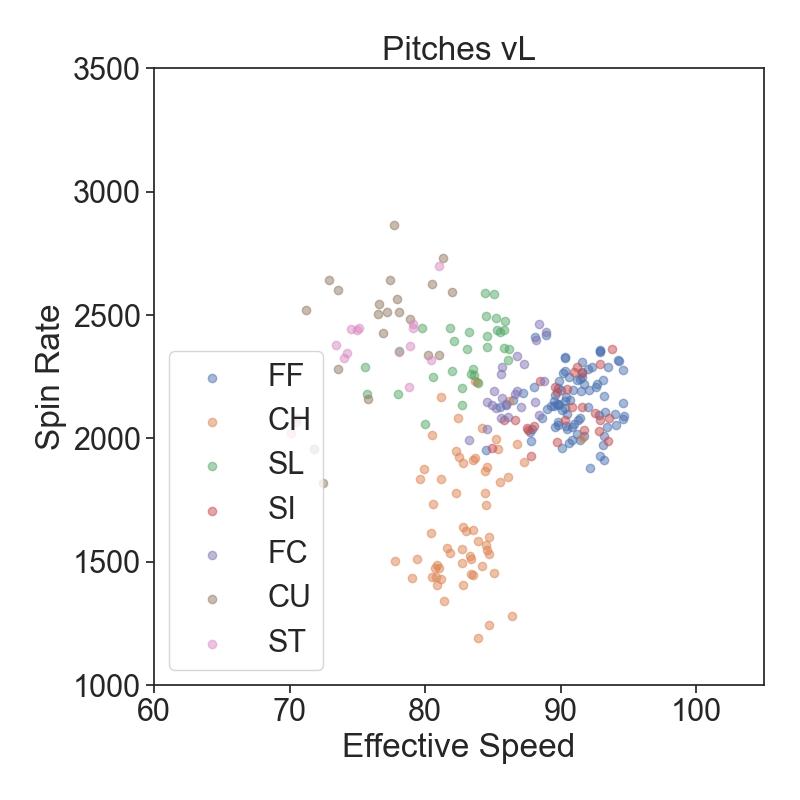 Pitches vL
3500
3000
2500
2000
1500
1000
Spin Rate
FF
CH
SL
SI
FC
CU
ST
60
70
80
90
100
Effective Speed